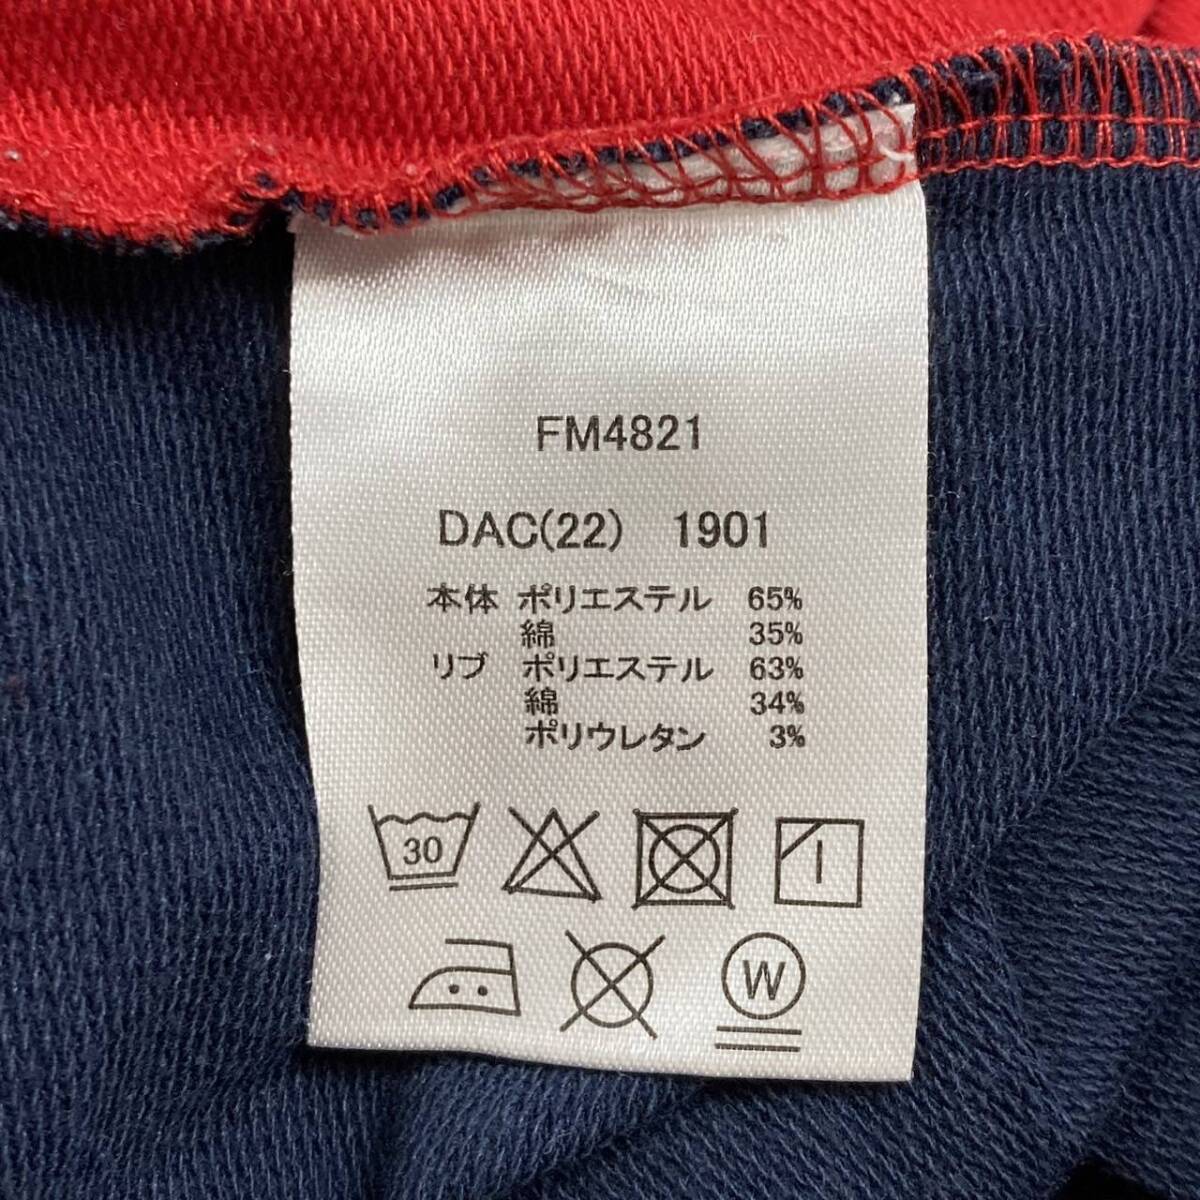 FM4821
DAC(22) 1901
本体 ポリエステル 65%
綿 35%
リブ ポリエステル 63%
綿 34%
ポリウレタン 3%
30
W